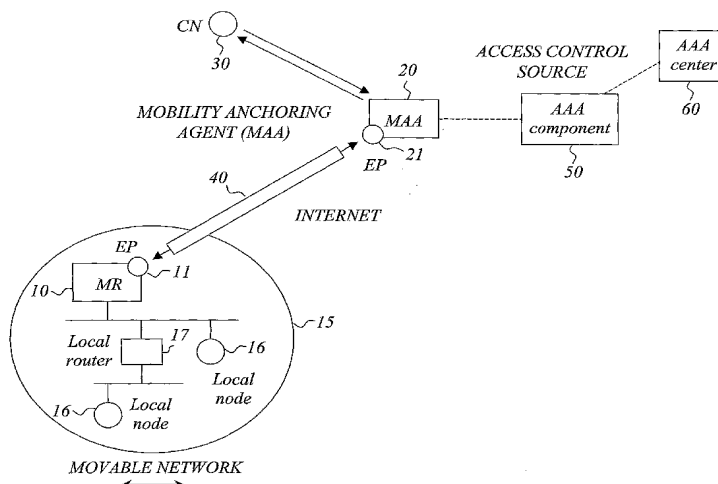 CN
30
ACCESS CONTROL
SOURCE
AAA
center
60
20
MOBILITY ANCHORING
AGENT (MAA)
MAA
AAA
component
21
50
EP
40
INTERNET
EP
10
MR
11
15
Local
router
17
16
Local
node
16
Local
node
MOVABLE NETWORK